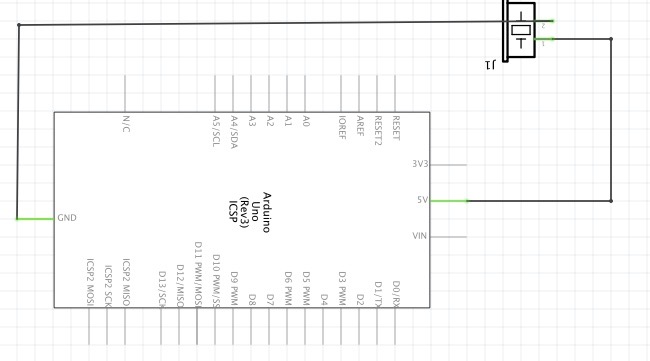 2
1
J1
N/C
A5/SCL
A4/SDA
A3
A2
A1
A0
IOREF
AREF
RESET2
RESET
3V3
5V
VIN
GND
Arduino
Uno
(Rev3)
ICSP
ICSP2 MOSI
ICSP2 SCK
ICSP2 MISO
D13/SCK
D12/MISO
D11 PWM/MOSI
D10 PWM/SS
D9 PWM
D8
D7
D6 PWM
D5 PWM
D4
D3 PWM
D2
D1/TX
D0/RX